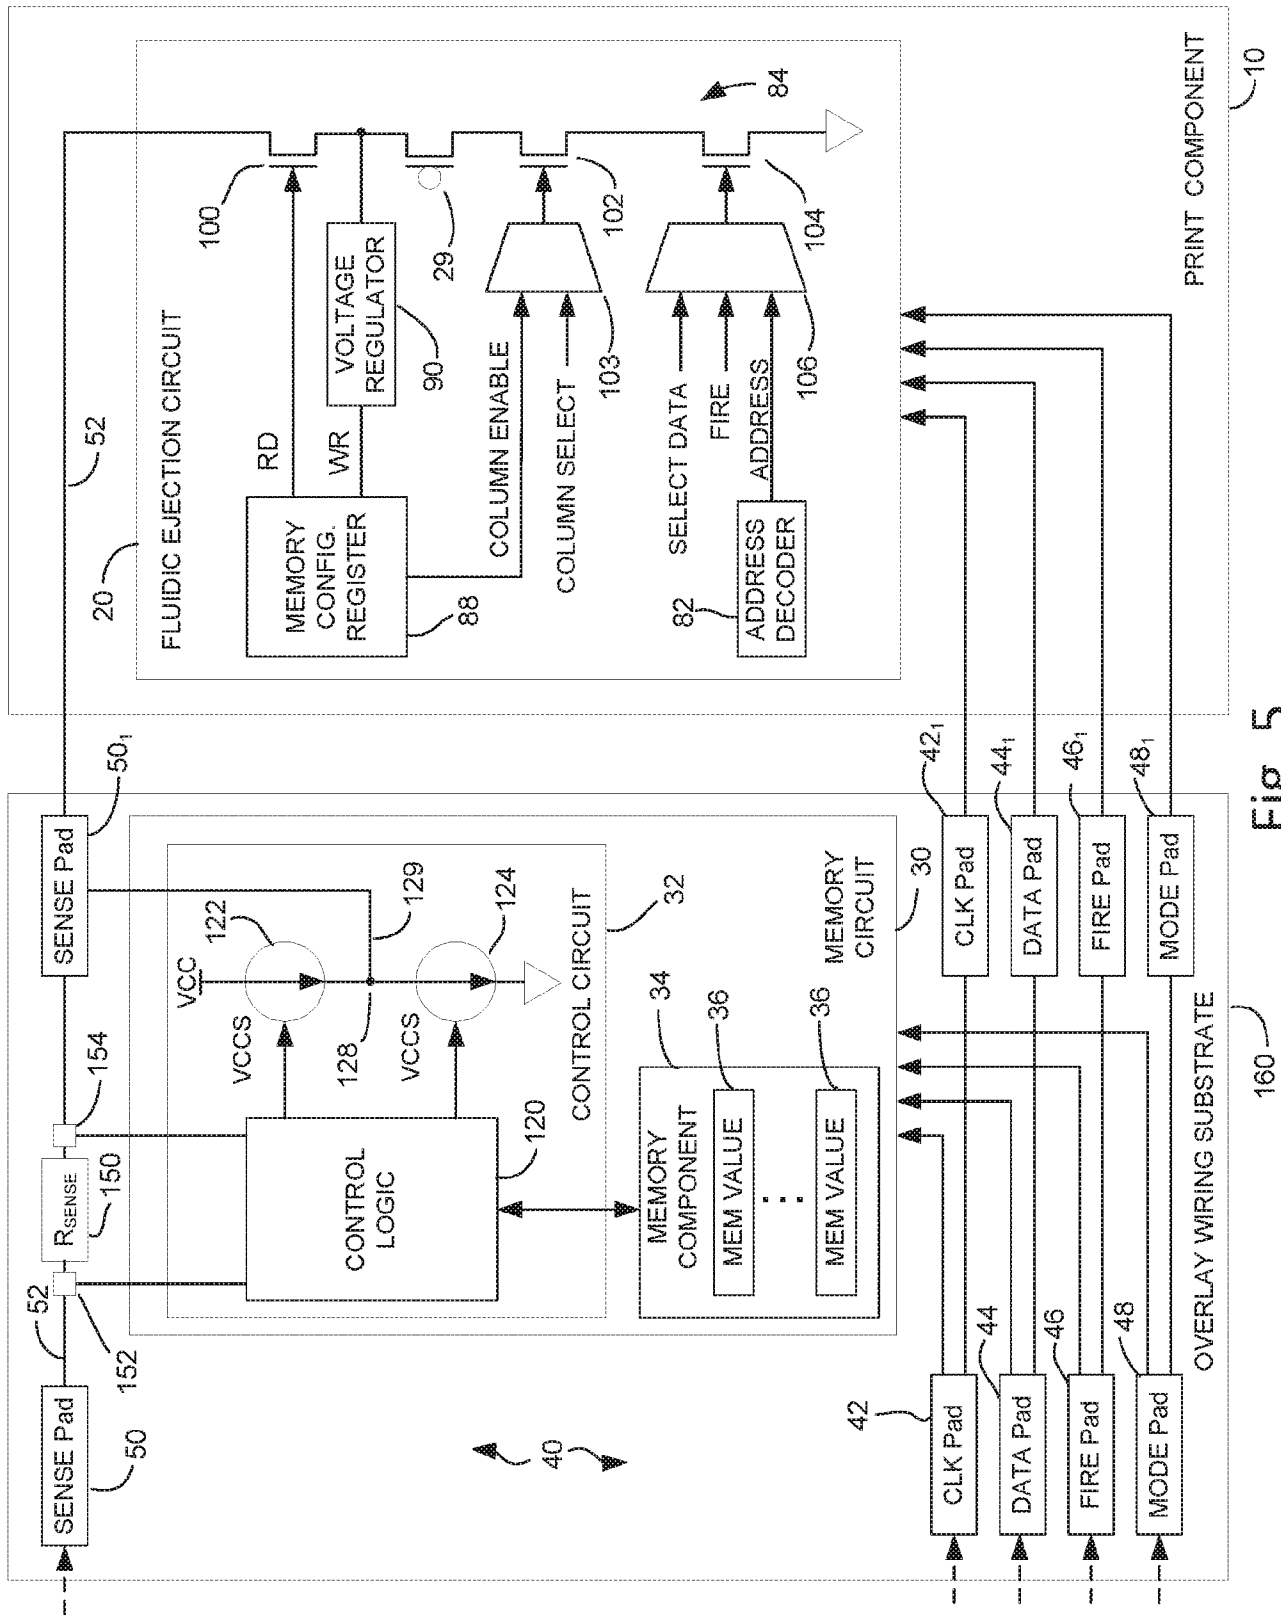 52
SENSE Pad
50
52
152
RSENSE
150
154
SENSE Pad
50₁
40
CONTROL
LOGIC
120
VCC
VCCS
122
128
129
VCCS
124
CONTROL CIRCUIT
32
MEMORY
COMPONENT
34
MEM VALUE
36
...
MEM VALUE
36
MEMORY
CIRCUIT
30
CLK Pad
42
DATA Pad
44
FIRE Pad
46
MODE Pad
48
CLK Pad
42₁
DATA Pad
44₁
FIRE Pad
46₁
MODE Pad
48₁
OVERLAY WIRING SUBSTRATE
160
20
FLUIDIC EJECTION CIRCUIT
MEMORY
CONFIG.
REGISTER
88
RD
WR
VOLTAGE
REGULATOR
90
100
29
COLUMN ENABLE
COLUMN SELECT
103
102
SELECT DATA
FIRE
ADDRESS
ADDRESS
DECODER
82
106
104
84
PRINT COMPONENT
10
Fig. 5